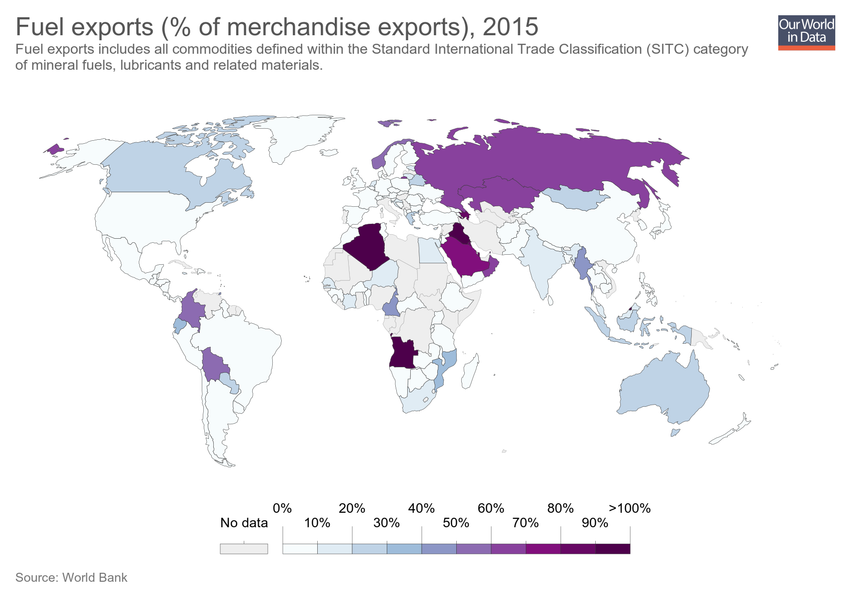 Fuel exports (% of merchandise exports), 2015
Our World
in Data
Fuel exports includes all commodities defined within the Standard International Trade Classification (SITC) category
of mineral fuels, lubricants and related materials.
0% 20% 40% 60% 80% >100%
No data 10% 30% 50% 70% 90%
Source: World Bank